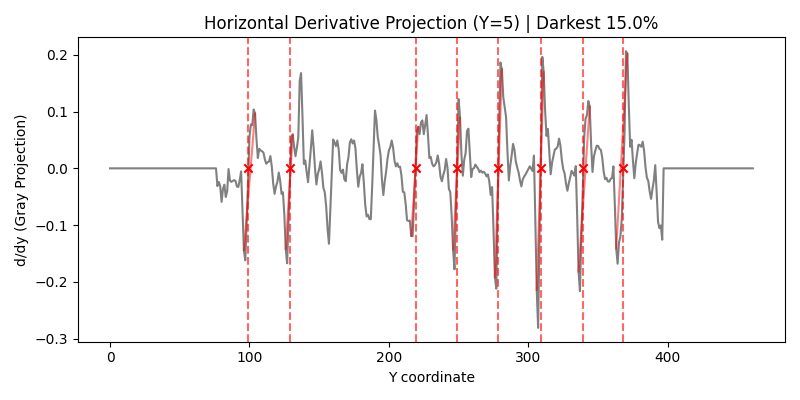 Horizontal Derivative Projection (Y=5) | Darkest 15.0%
d/dy (Gray Projection)
0.2
0.1
0.0
−0.1
−0.2
−0.3
0 100 200 300 400
Y coordinate